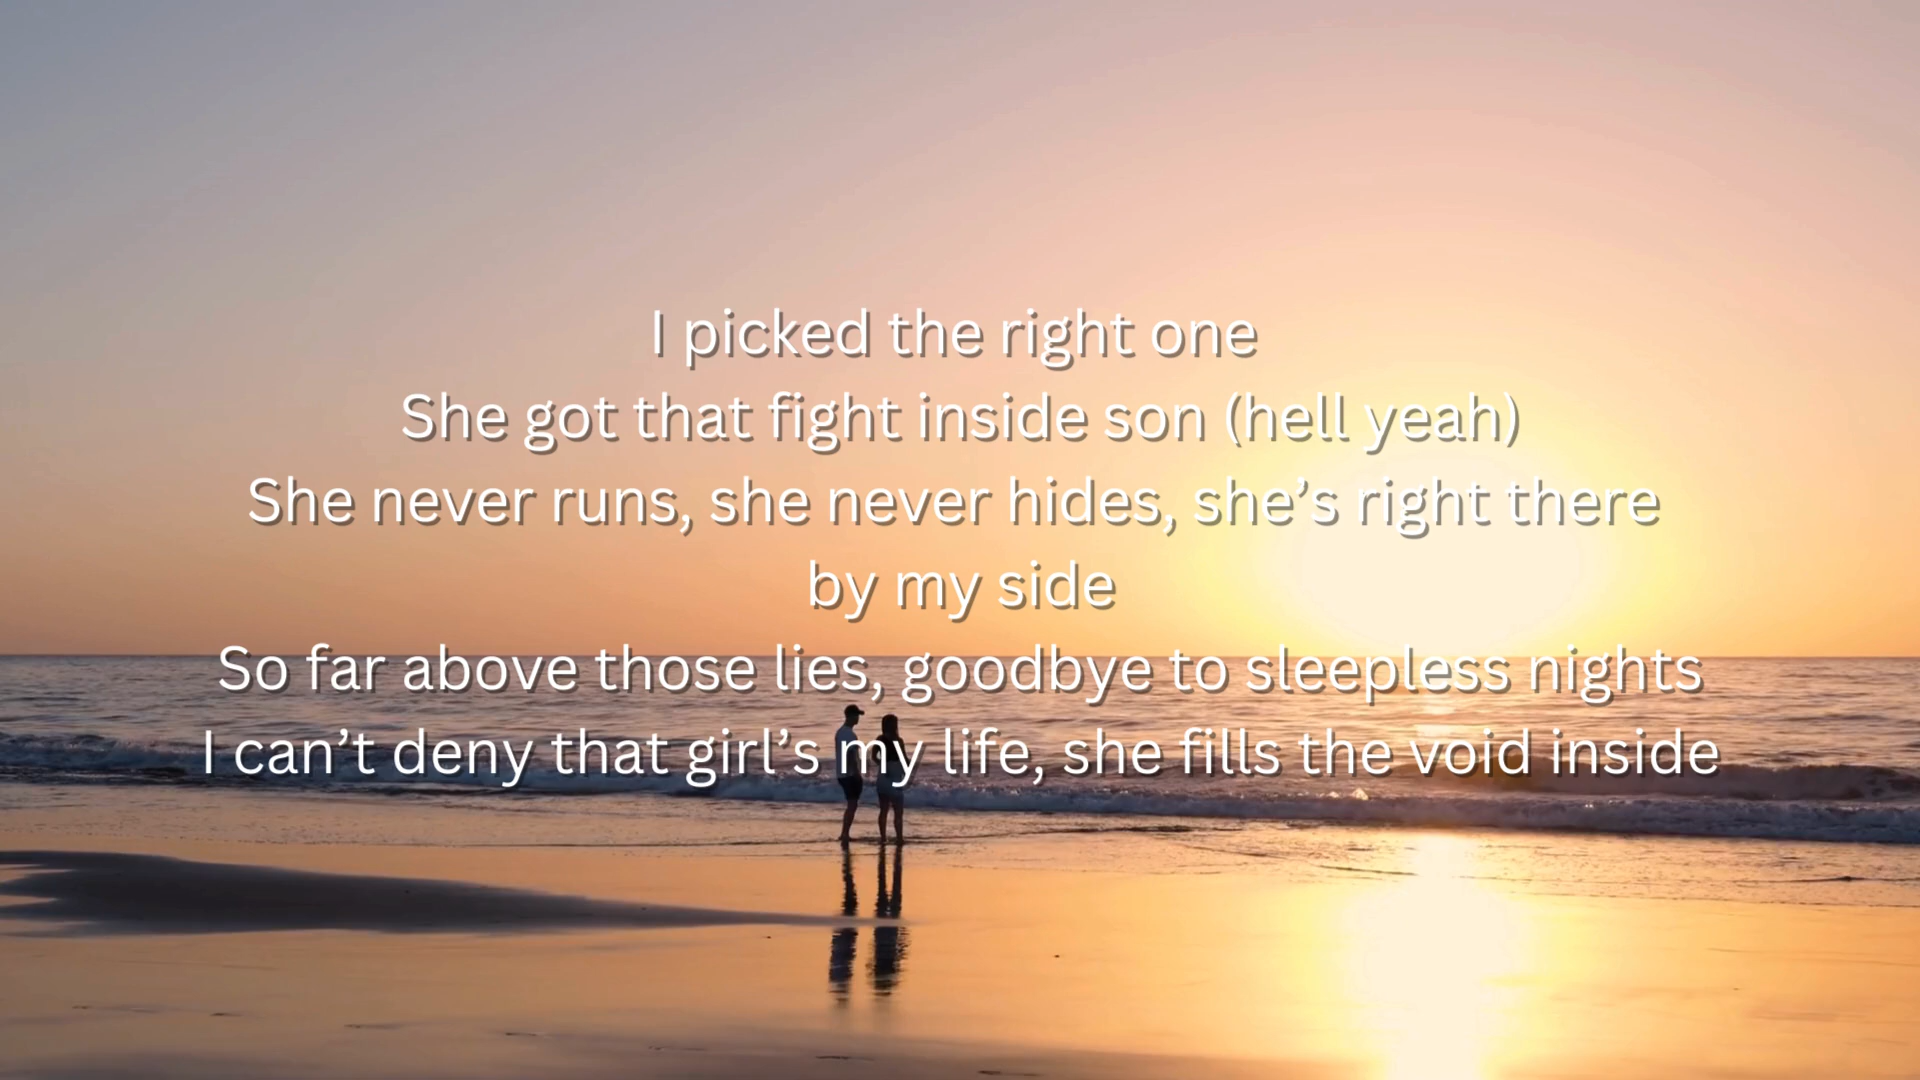 I picked the right one
She got that fight inside son (hell yeah)
She never runs, she never hides, she’s right there
by my side
So far above those lies, goodbye to sleepless nights
I can’t deny that girl’s my life, she fills the void inside